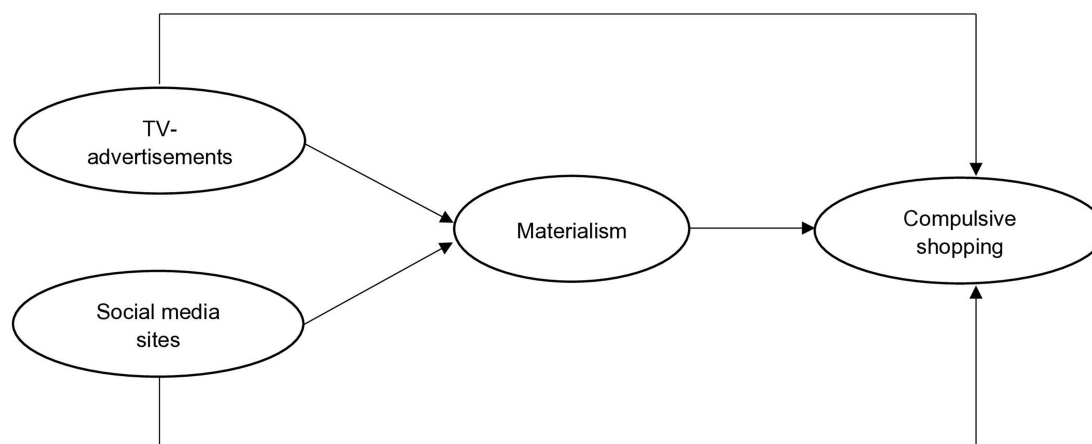 TV-
advertisements
Materialism
Compulsive
shopping
Social media
sites